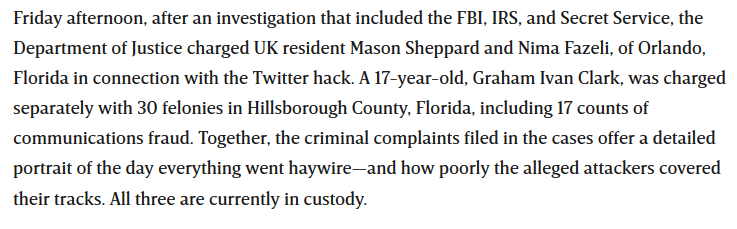 Friday afternoon, after an investigation that included the FBI, IRS, and Secret Service, the
Department of Justice charged UK resident Mason Sheppard and Nima Fazeli, of Orlando,
Florida in connection with the Twitter hack. A 17-year-old, Graham Ivan Clark, was charged
separately with 30 felonies in Hillsborough County, Florida, including 17 counts of
communications fraud. Together, the criminal complaints filed in the cases offer a detailed
portrait of the day everything went haywire—and how poorly the alleged attackers covered
their tracks. All three are currently in custody.